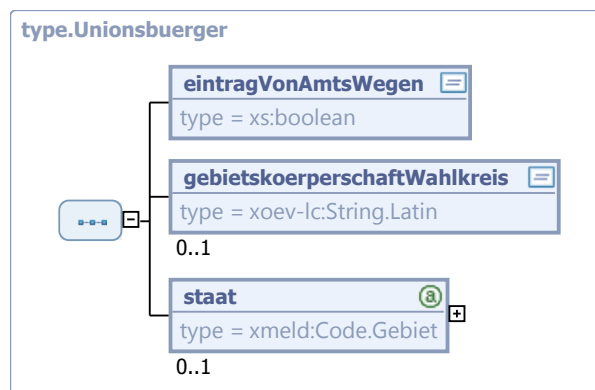 type.Unionsbuerger
eintragVonAmtsWegen
type = xs:boolean
gebietskoerperschaftWahlkreis
type = xoev-lc:String.Latin
0..1
staat
type = xmeld:Code.Gebiet
0..1